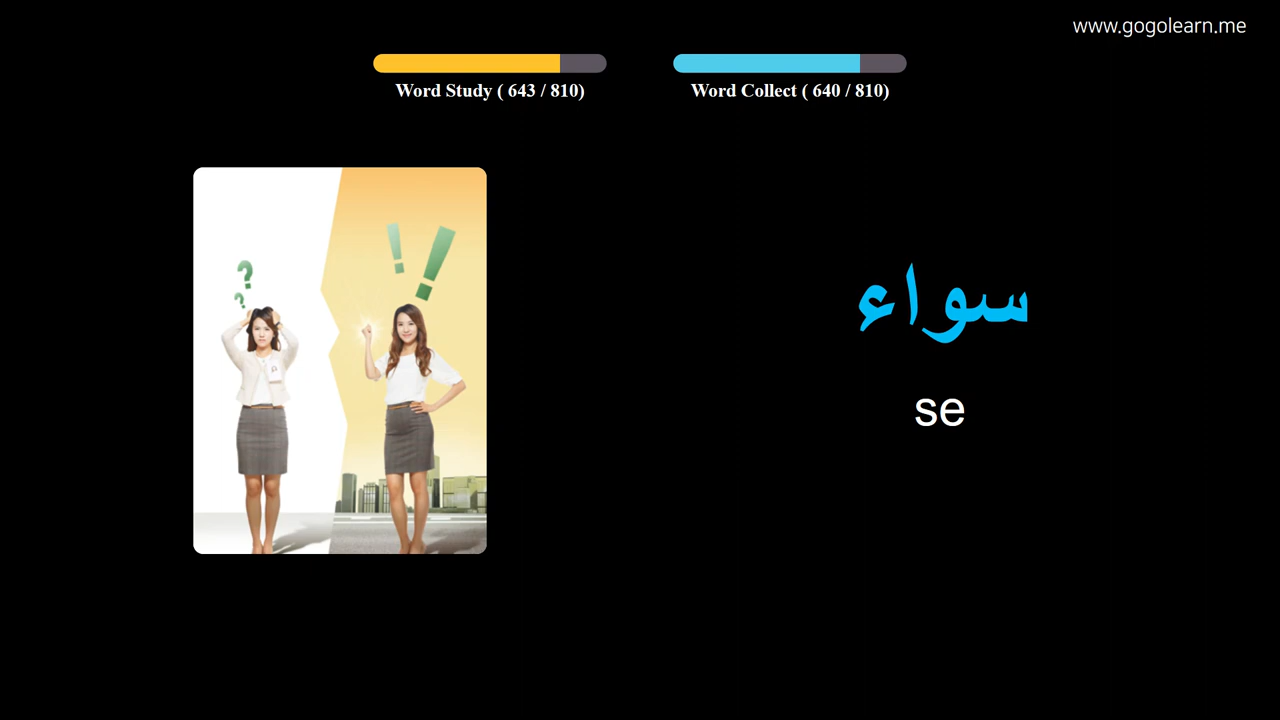 www.gogolearn.me
Word Study ( 643 / 810)
Word Collect ( 640 / 810)
?
?
! !
سواء
se